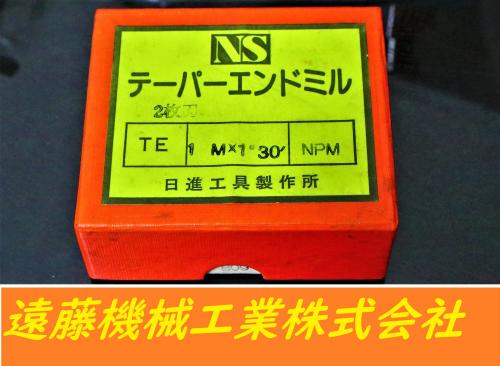 NS
テーパーエンドミル
2枚刃
TE 1 M×1°30′ NPM
日進工具製作所
遠藤機械工業株式会社